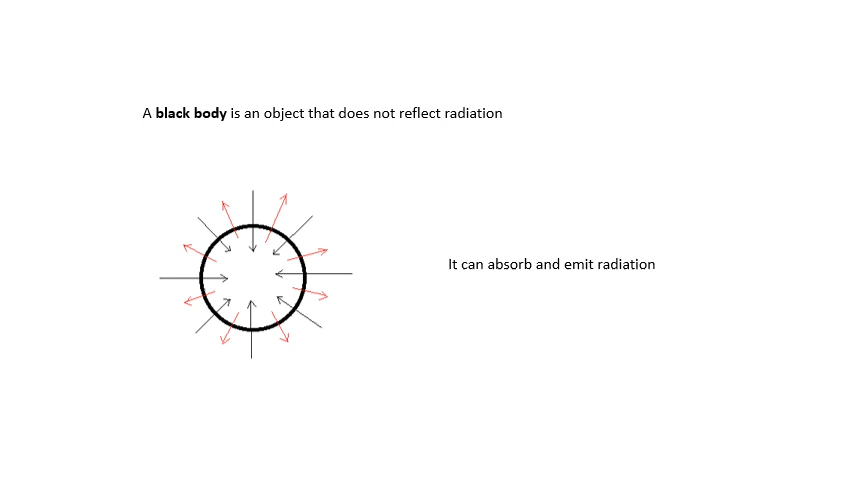 A black body is an object that does not reflect radiation
It can absorb and emit radiation